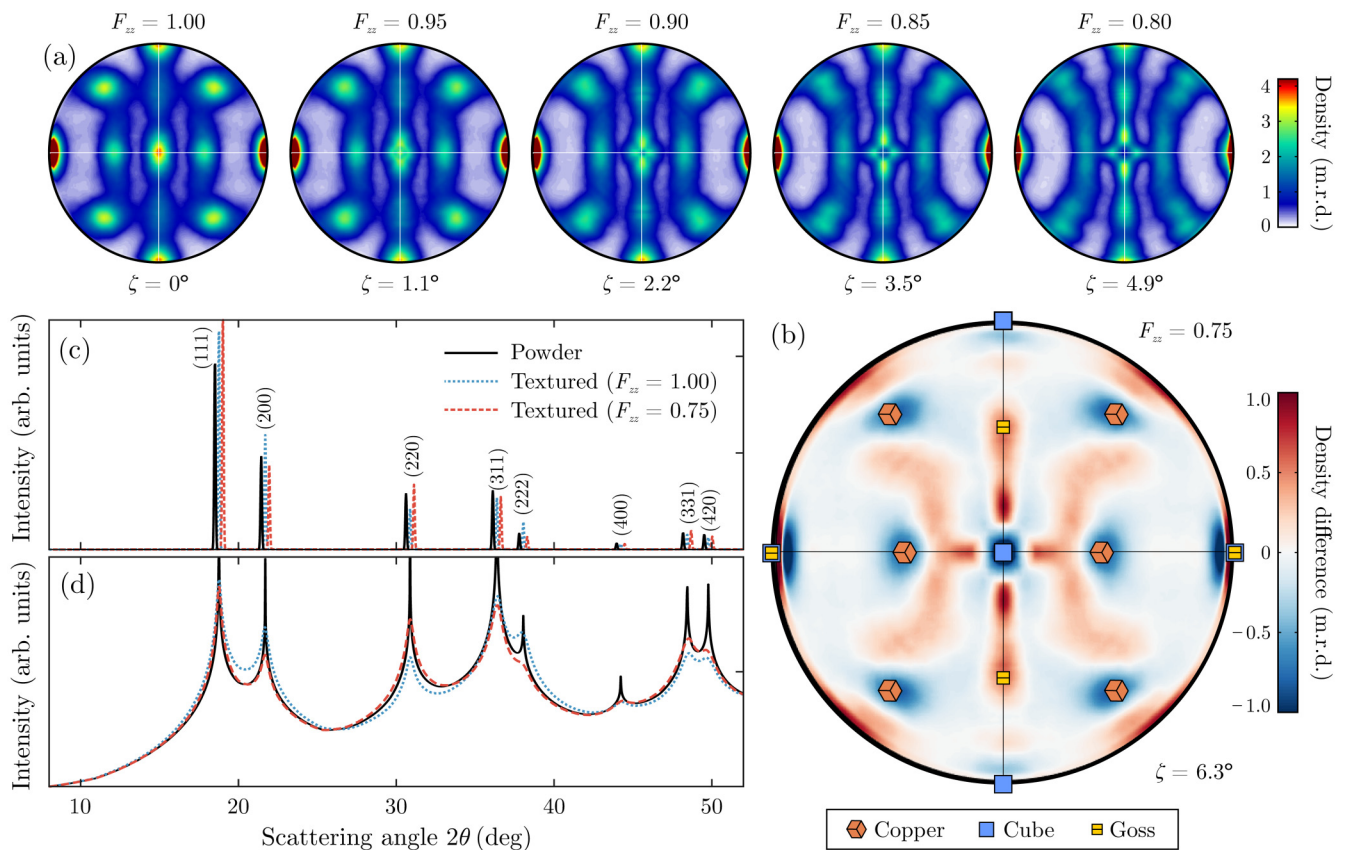 F_zz = 1.00
F_zz = 0.95
F_zz = 0.90
F_zz = 0.85
F_zz = 0.80
(a)
ζ = 0°
ζ = 1.1°
ζ = 2.2°
ζ = 3.5°
ζ = 4.9°
4
3
2
1
0
Density (m.r.d.)
(c)
Intensity (arb. units)
(111)
(200)
(220)
(311)
(222)
(400)
(331)
(420)
Powder
Textured (F_zz = 1.00)
Textured (F_zz = 0.75)
(d)
Intensity (arb. units)
10
20
30
40
50
Scattering angle 2θ (deg)
(b)
F_zz = 0.75
ζ = 6.3°
1.0
0.5
0
−0.5
−1.0
Density difference (m.r.d.)
Copper
Cube
Goss